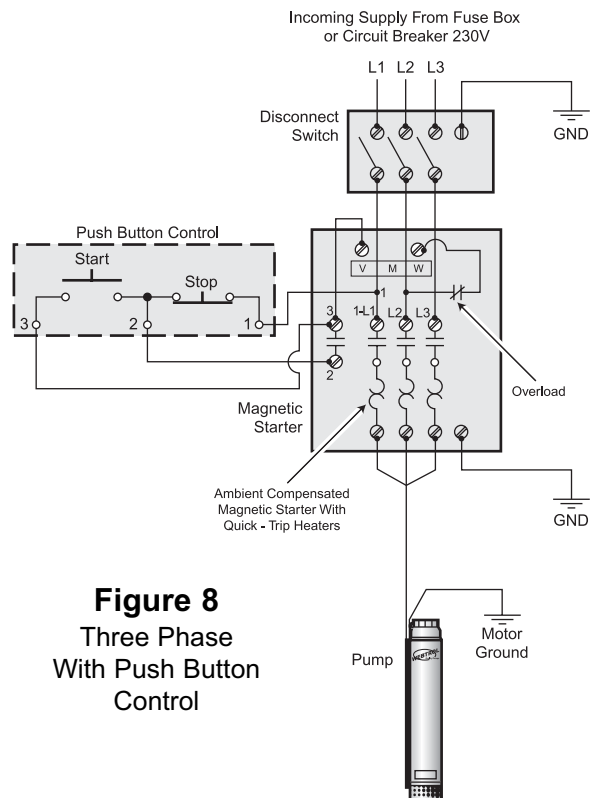 Incoming Supply From Fuse Box
or Circuit Breaker 230V
L1 L2 L3
GND
Disconnect
Switch
Push Button Control
Start
Stop
3 2 1
V M W
1
3 1-L1 L2 L3
2
Overload
Magnetic
Starter
Ambient Compensated
Magnetic Starter With
Quick - Trip Heaters
GND
Figure 8
Three Phase
With Push Button
Control
Pump
Motor
Ground
WEBTROL